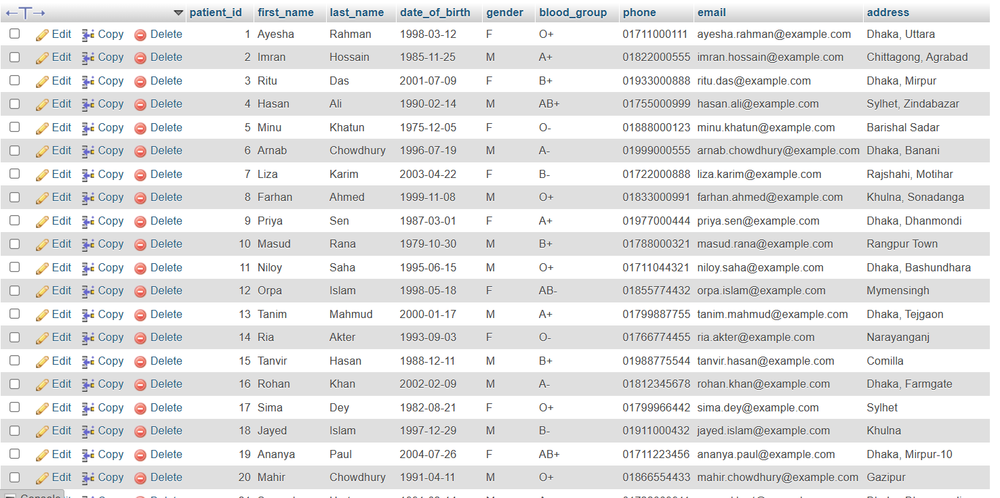 patient_id first_name last_name date_of_birth gender blood_group phone email address
Edit Copy Delete 1 Ayesha Rahman 1998-03-12 F O+ 01711000111 ayesha.rahman@example.com Dhaka, Uttara
Edit Copy Delete 2 Imran Hossain 1985-11-25 M A+ 01822000555 imran.hossain@example.com Chittagong, Agrabad
Edit Copy Delete 3 Ritu Das 2001-07-09 F B+ 01933000888 ritu.das@example.com Dhaka, Mirpur
Edit Copy Delete 4 Hasan Ali 1990-02-14 M AB+ 01755000999 hasan.ali@example.com Sylhet, Zindabazar
Edit Copy Delete 5 Minu Khatun 1975-12-05 F O- 01888000123 minu.khatun@example.com Barishal Sadar
Edit Copy Delete 6 Arnab Chowdhury 1996-07-19 M A- 01999000555 arnab.chowdhury@example.com Dhaka, Banani
Edit Copy Delete 7 Liza Karim 2003-04-22 F B- 01722000888 liza.karim@example.com Rajshahi, Motihar
Edit Copy Delete 8 Farhan Ahmed 1999-11-08 M O+ 01833000991 farhan.ahmed@example.com Khulna, Sonadanga
Edit Copy Delete 9 Priya Sen 1987-03-01 F A+ 01977000444 priya.sen@example.com Dhaka, Dhanmondi
Edit Copy Delete 10 Masud Rana 1979-10-30 M B+ 01788000321 masud.rana@example.com Rangpur Town
Edit Copy Delete 11 Niloy Saha 1995-06-15 M O+ 01711044321 niloy.saha@example.com Dhaka, Bashundhara
Edit Copy Delete 12 Orpa Islam 1998-05-18 F AB- 01855774432 orpa.islam@example.com Mymensingh
Edit Copy Delete 13 Tanim Mahmud 2000-01-17 M A+ 01799887755 tanim.mahmud@example.com Dhaka, Tejgaon
Edit Copy Delete 14 Ria Akter 1993-09-03 F O- 01766774455 ria.akter@example.com Narayanganj
Edit Copy Delete 15 Tanvir Hasan 1988-12-11 M B+ 01988775544 tanvir.hasan@example.com Comilla
Edit Copy Delete 16 Rohan Khan 2002-02-09 M A- 01812345678 rohan.khan@example.com Dhaka, Farmgate
Edit Copy Delete 17 Sima Dey 1982-08-21 F O+ 01799966442 sima.dey@example.com Sylhet
Edit Copy Delete 18 Jayed Islam 1997-12-29 M B- 01911000432 jayed.islam@example.com Khulna
Edit Copy Delete 19 Ananya Paul 2004-07-26 F AB+ 01711223456 ananya.paul@example.com Dhaka, Mirpur-10
Edit Copy Delete 20 Mahir Chowdhury 1991-04-11 M O+ 01866554433 mahir.chowdhury@example.com Gazipur
Console